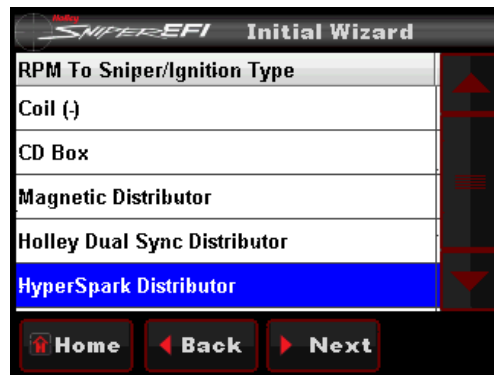 Holley
SNIPER EFI Initial Wizard
RPM To Sniper/Ignition Type
Coil (-)
CD Box
Magnetic Distributor
Holley Dual Sync Distributor
HyperSpark Distributor
Home Back Next